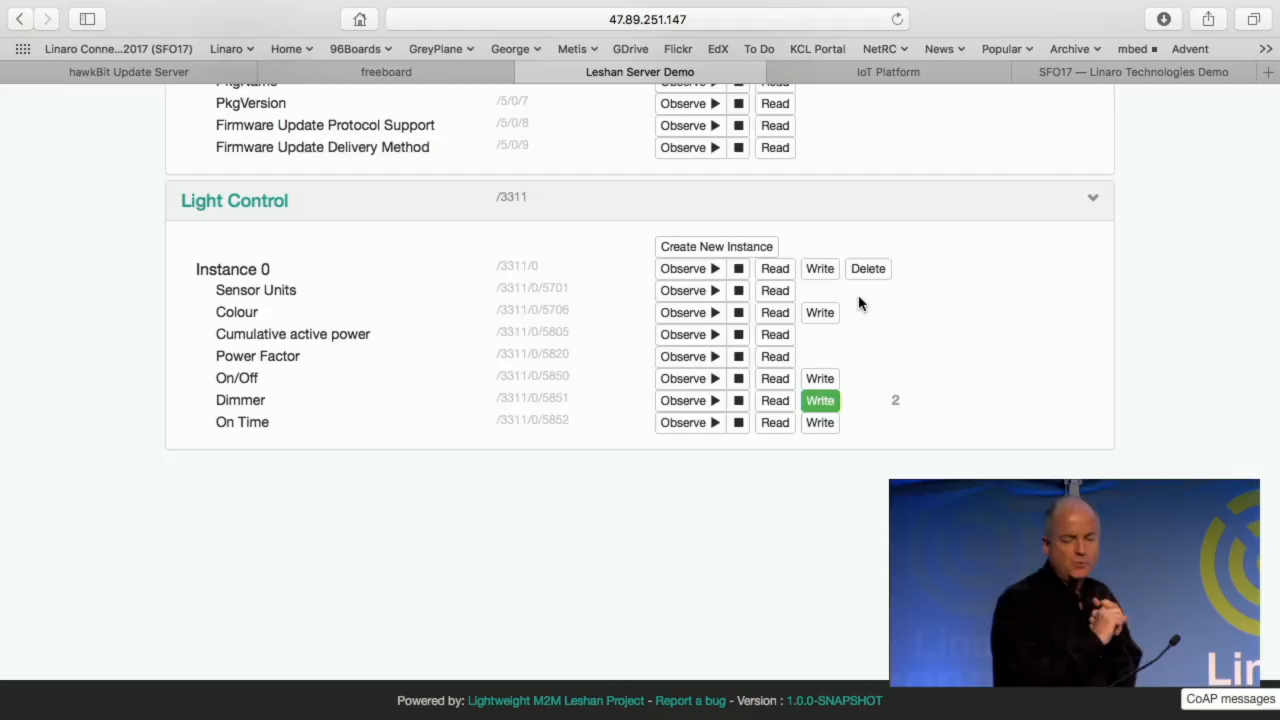 47.89.251.147
Linaro Conne...2017 (SFO17) Linaro Home 96Boards GreyPlane George Metis GDrive Flickr EdX To Do KCL Portal NetRC News Popular Archive mbed Advent >>
hawkBit Update Server freeboard Leshan Server Demo IoT Platform SFO17 — Linaro Technologies Demo +
PkgVersion /5/0/7 Observe Read
Firmware Update Protocol Support /5/0/8 Observe Read
Firmware Update Delivery Method /5/0/9 Observe Read
Light Control /3311
Create New Instance
Instance 0 /3311/0 Observe Read Write Delete
Sensor Units /3311/0/5701 Observe Read
Colour /3311/0/5706 Observe Read Write
Cumulative active power /3311/0/5805 Observe Read
Power Factor /3311/0/5820 Observe Read
On/Off /3311/0/5850 Observe Read Write
Dimmer /3311/0/5851 Observe Read Write 2
On Time /3311/0/5852 Observe Read Write
Powered by: Lightweight M2M Leshan Project - Report a bug - Version : 1.0.0-SNAPSHOT
CoAP messages